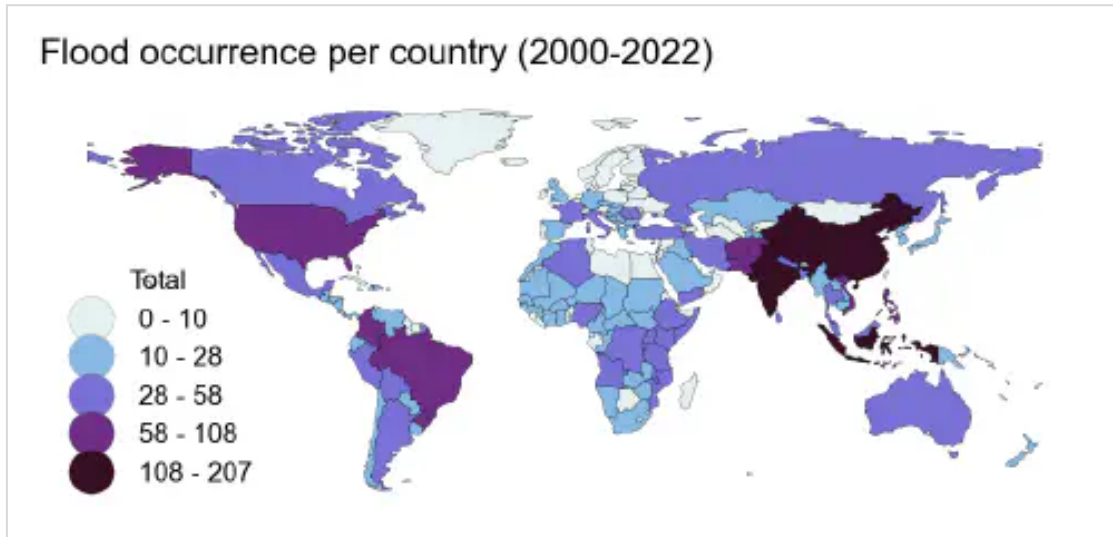 Flood occurrence per country (2000-2022)
Total
0 - 10
10 - 28
28 - 58
58 - 108
108 - 207